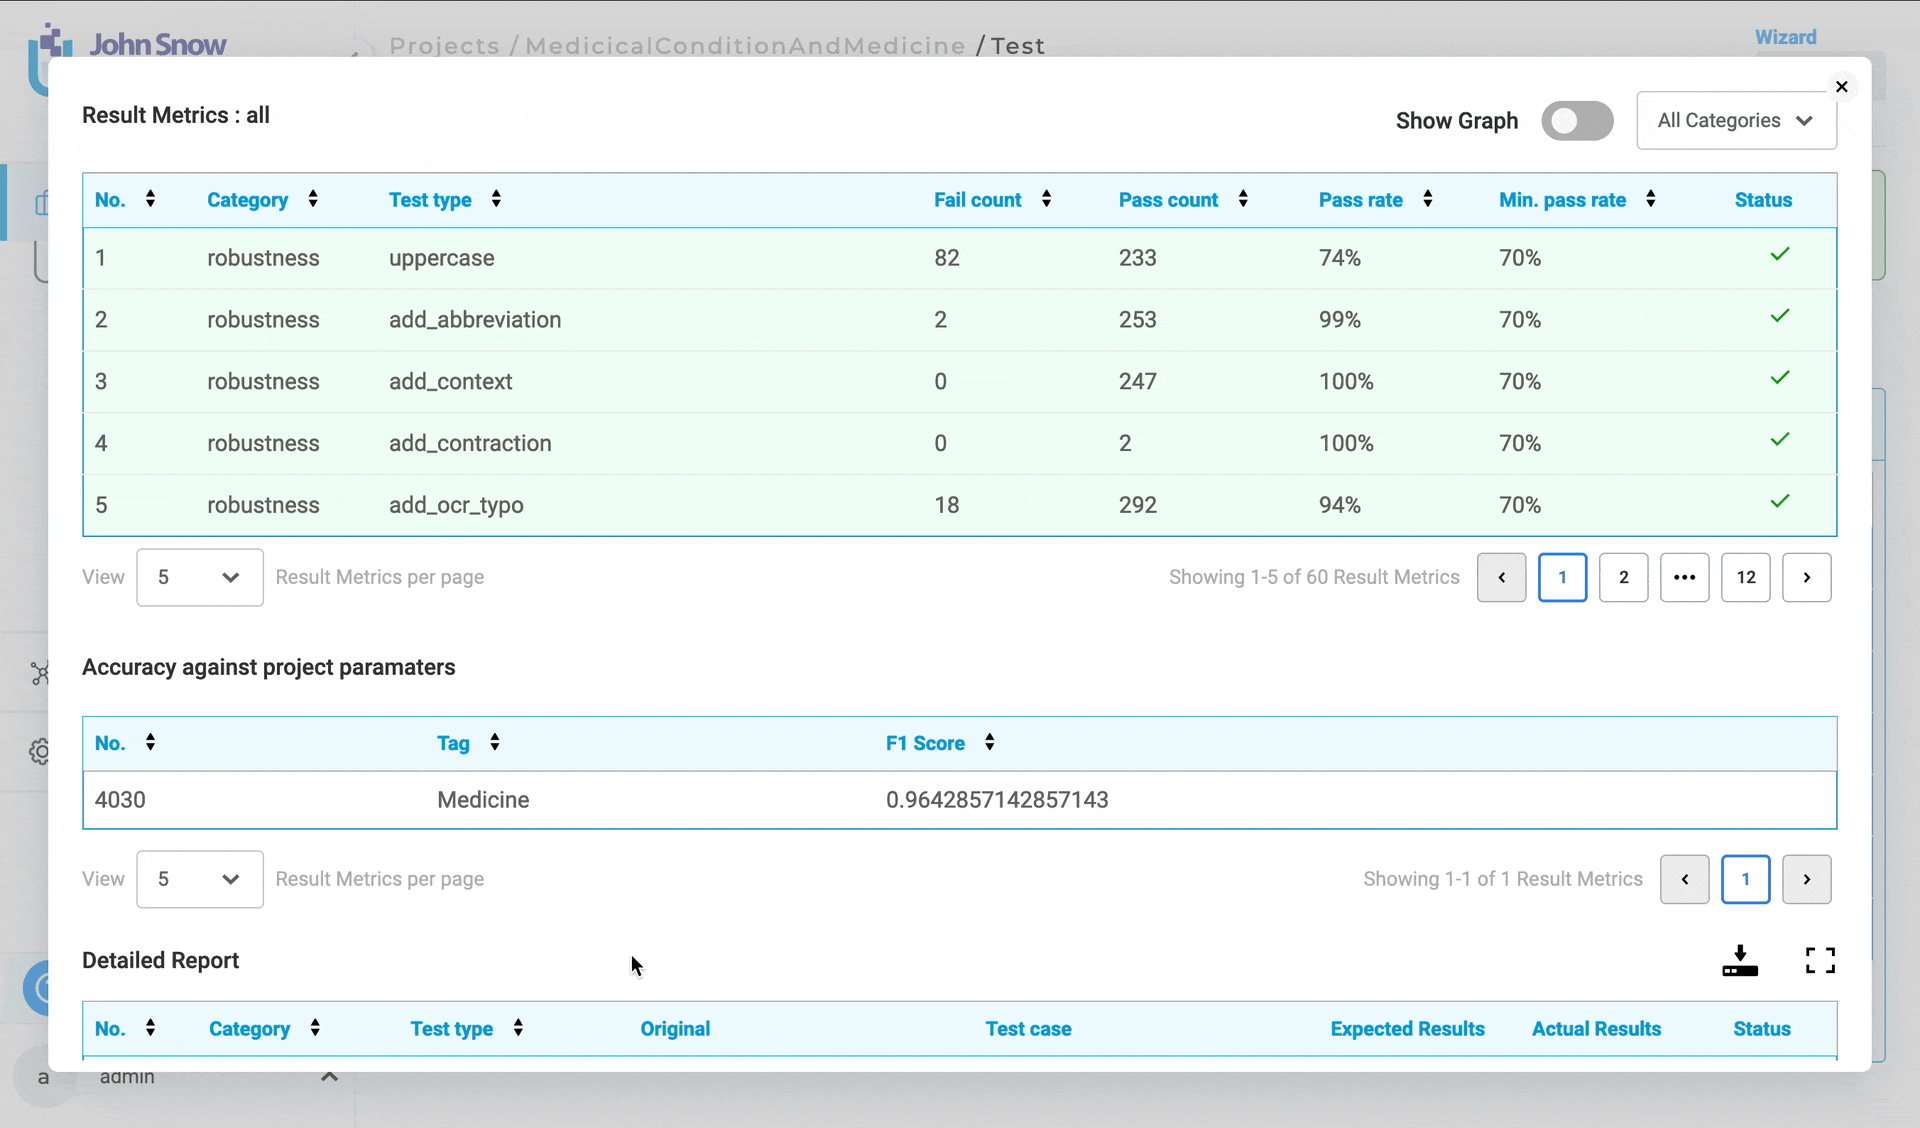 John Snow
Projects / MedicicalConditionAndMedicine / Test
Wizard
Result Metrics : all
Show Graph
All Categories
No. Category Test type Fail count Pass count Pass rate Min. pass rate Status
1 robustness uppercase 82 233 74% 70%
2 robustness add_abbreviation 2 253 99% 70%
3 robustness add_context 0 247 100% 70%
4 robustness add_contraction 0 2 100% 70%
5 robustness add_ocr_typo 18 292 94% 70%
View 5 Result Metrics per page Showing 1-5 of 60 Result Metrics ‹ 1 2 ••• 12 ›
Accuracy against project paramaters
No. Tag F1 Score
4030 Medicine 0.9642857142857143
View 5 Result Metrics per page Showing 1-1 of 1 Result Metrics ‹ 1 ›
Detailed Report
No. Category Test type Original Test case Expected Results Actual Results Status
a admin